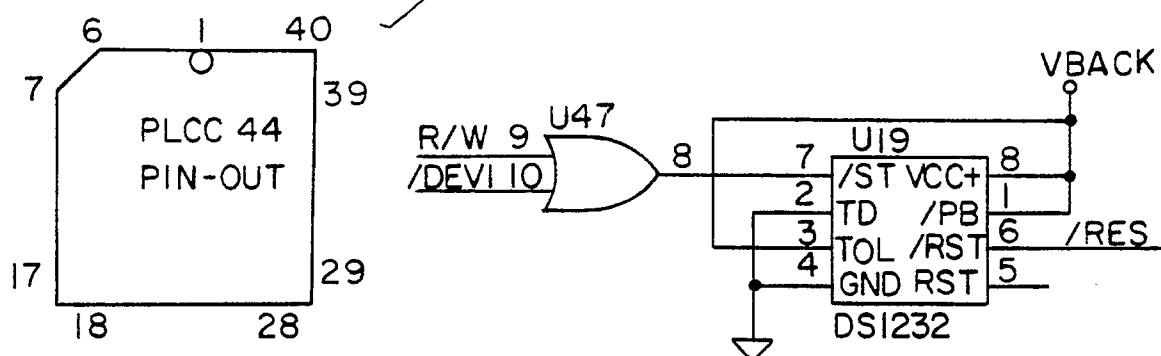 6 1 40
7 39
PLCC 44
PIN-OUT
17 29
18 28
VBACK
U47
R/W 9
/DEV1 10
8
U19
7 /ST VCC+ 8
2 TD /PB 1
3 TOL /RST 6 /RES
4 GND RST 5
DS1232